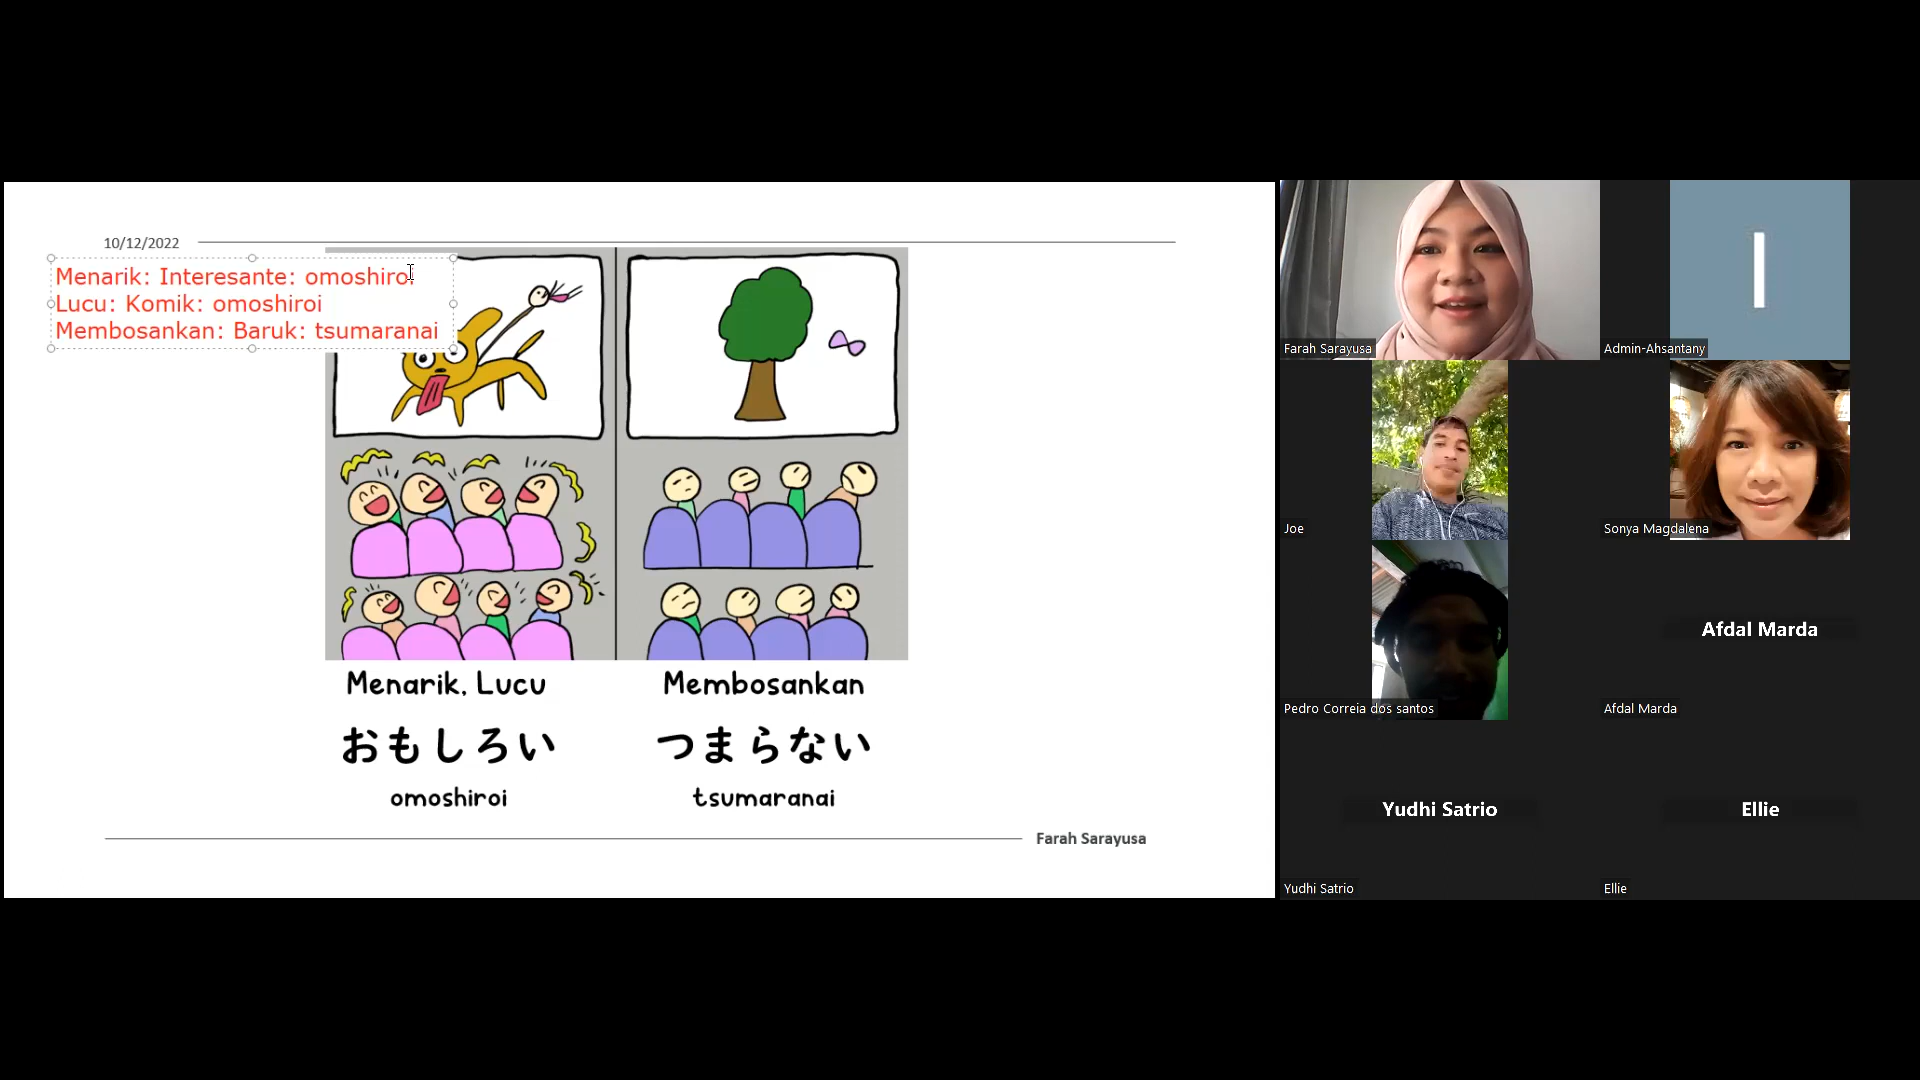 10/12/2022
Menarik: Interesante: omoshiroi
Lucu: Komik: omoshiroi
Membosankan: Baruk: tsumaranai
Menarik, Lucu
Membosankan
おもしろい
つまらない
omoshiroi
tsumaranai
Farah Sarayusa
Farah Sarayusa
Admin-Ahsantany
Joe
Sonya Magdalena
Pedro Correia dos santos
Afdal Marda
Afdal Marda
Yudhi Satrio
Ellie
Yudhi Satrio
Ellie